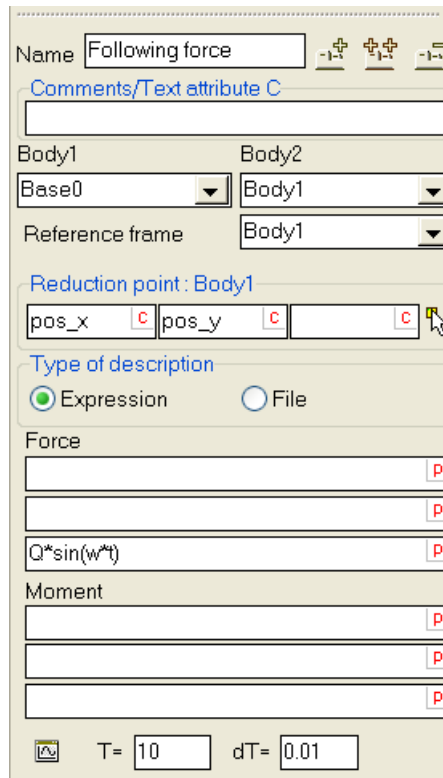 Name Following force
Comments/Text attribute C
Body1 Body2
Base0 Body1
Reference frame Body1
Reduction point : Body1
pos_x C pos_y C C
Type of description
Expression File
Force
P
P
Q*sin(w*t) P
Moment
P
P
P
T= 10 dT= 0.01